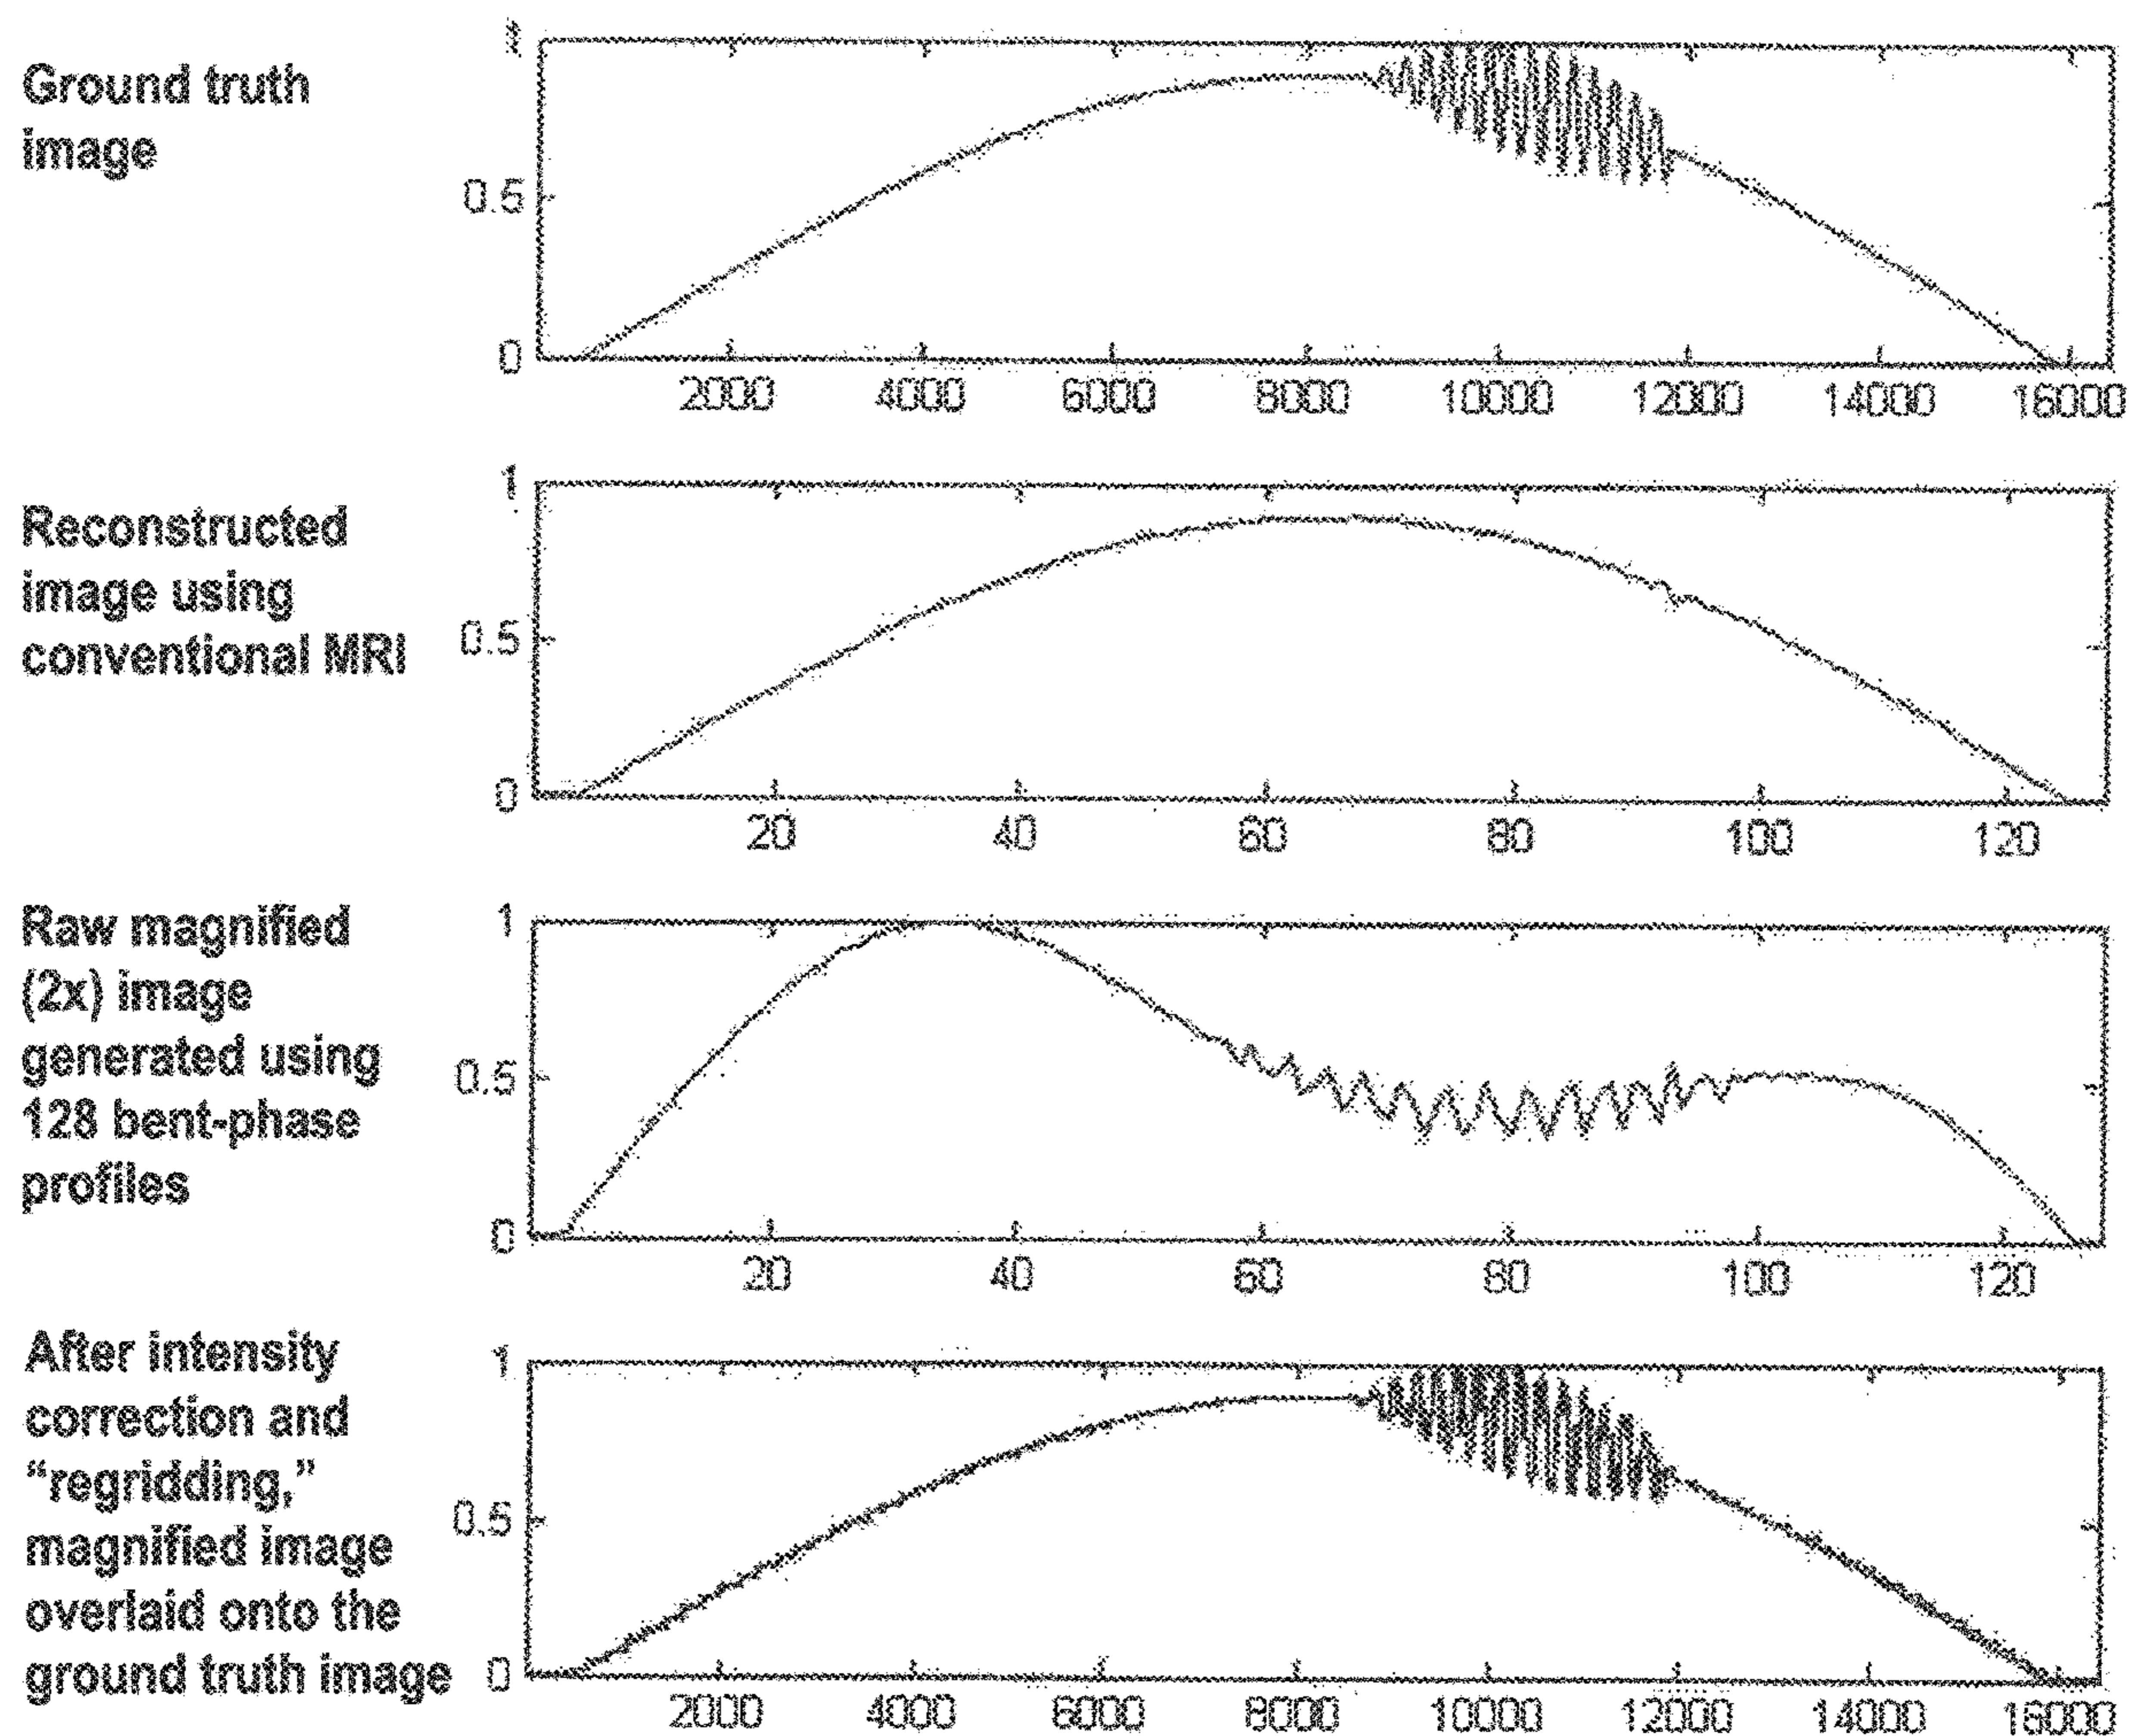 Ground truth
image
1
0.5
0
2000 4000 6000 8000 10000 12000 14000 16000
Reconstructed
image using
conventional MRI
1
0.5
0
20 40 60 80 100 120
Raw magnified
(2x) image
generated using
128 bent-phase
profiles
1
0.5
0
20 40 60 80 100 120
After intensity
correction and
“regridding,”
magnified image
overlaid onto the
ground truth image
1
0.5
0
2000 4000 6000 8000 10000 12000 14000 16000